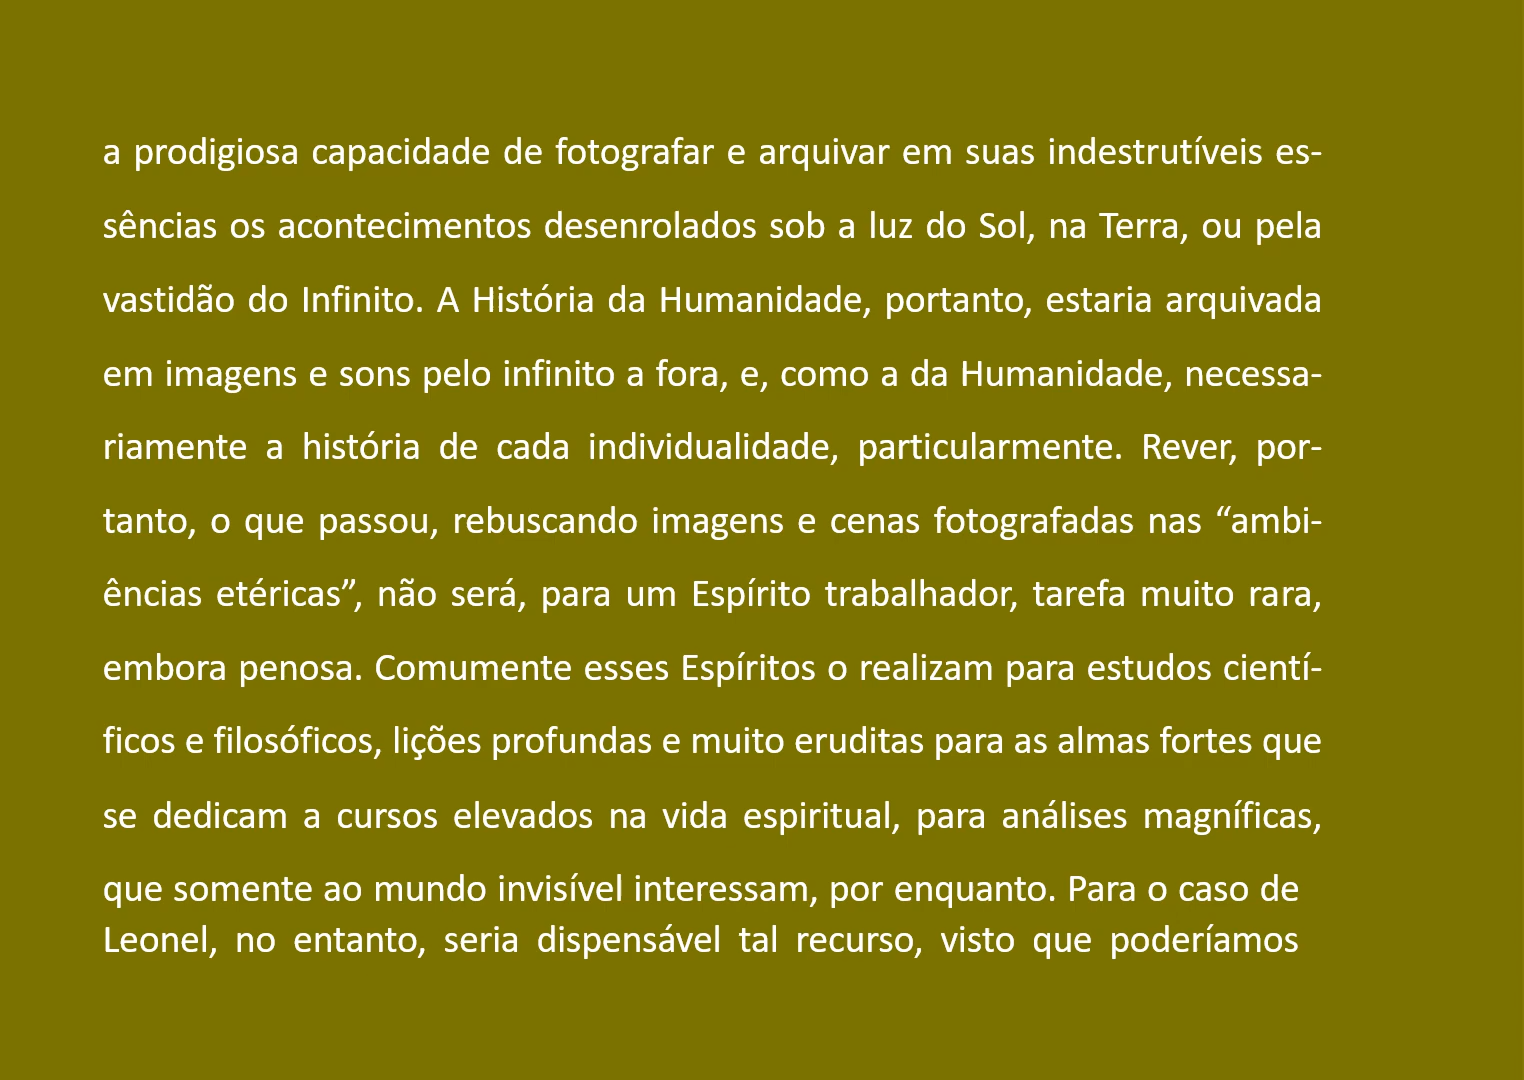 a prodigiosa capacidade de fotografar e arquivar em suas indestrutíveis es-
sências os acontecimentos desenrolados sob a luz do Sol, na Terra, ou pela
vastidão do Infinito. A História da Humanidade, portanto, estaria arquivada
em imagens e sons pelo infinito a fora, e, como a da Humanidade, necessa-
riamente a história de cada individualidade, particularmente. Rever, por-
tanto, o que passou, rebuscando imagens e cenas fotografadas nas “ambi-
ências etéricas”, não será, para um Espírito trabalhador, tarefa muito rara,
embora penosa. Comumente esses Espíritos o realizam para estudos cientí-
ficos e filosóficos, lições profundas e muito eruditas para as almas fortes que
se dedicam a cursos elevados na vida espiritual, para análises magníficas,
que somente ao mundo invisível interessam, por enquanto. Para o caso de
Leonel, no entanto, seria dispensável tal recurso, visto que poderíamos